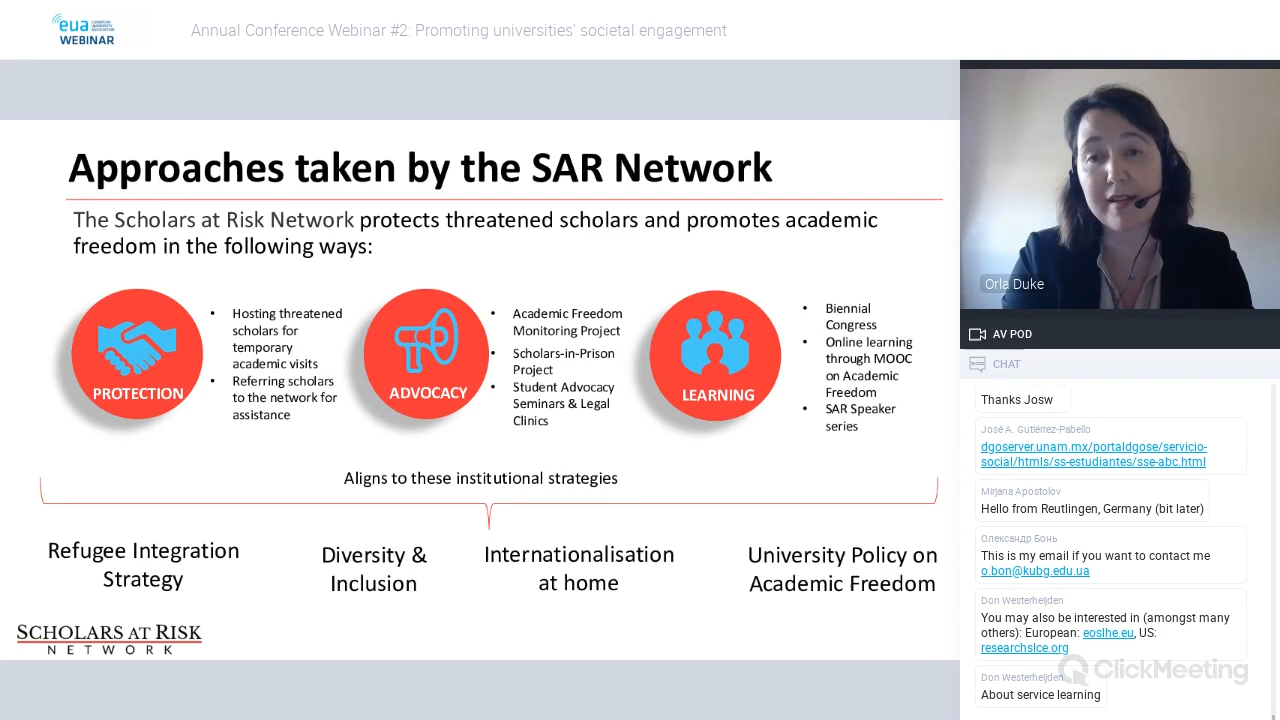 eua EUROPEAN UNIVERSITY ASSOCIATION
WEBINAR
Annual Conference Webinar #2: Promoting universities' societal engagement
Approaches taken by the SAR Network
The Scholars at Risk Network protects threatened scholars and promotes academic
freedom in the following ways:
PROTECTION
• Hosting threatened
scholars for
temporary
academic visits
• Referring scholars
to the network for
assistance
ADVOCACY
• Academic Freedom
Monitoring Project
• Scholars-in-Prison
Project
• Student Advocacy
Seminars & Legal
Clinics
LEARNING
• Biennial
Congress
• Online learning
through MOOC
on Academic
Freedom
• SAR Speaker
series
Aligns to these institutional strategies
Refugee Integration
Strategy
Diversity &
Inclusion
Internationalisation
at home
University Policy on
Academic Freedom
SCHOLARS AT RISK
NETWORK
Orla Duke
AV POD
CHAT
Thanks Josw
José A. Gutiérrez-Pabello
dgoserver.unam.mx/portaldgose/servicio-
social/htmls/ss-estudiantes/sse-abc.html
Mirjana Apostolov
Hello from Reutlingen, Germany (bit later)
Олександр Бонь
This is my email if you want to contact me
o.bon@kubg.edu.ua
Don Westerheijden
You may also be interested in (amongst many
others): European: eoslhe.eu, US:
researchslce.org
ClickMeeting
Don Westerheijden
About service learning